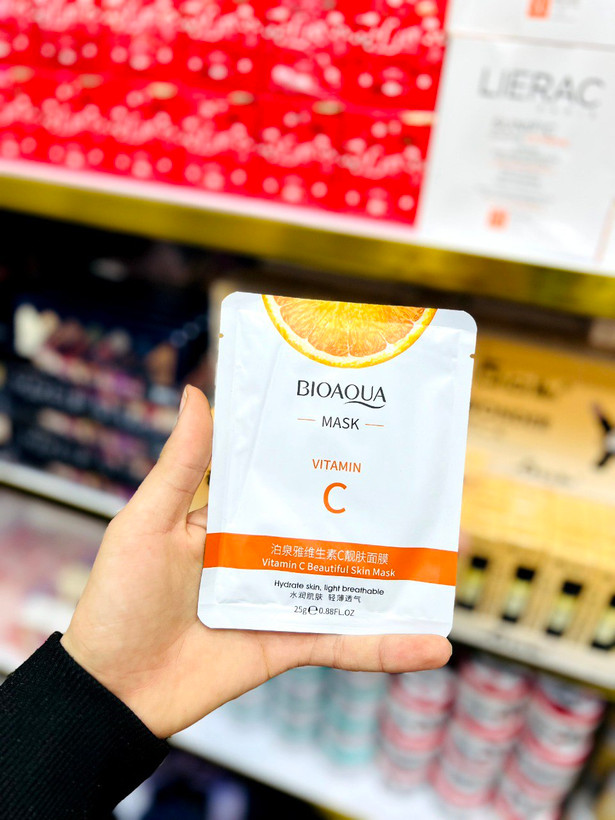 LIERAC
BIOAQUA
MASK
VITAMIN
C
泊泉雅维生素C靓肤面膜
Vitamin C Beautiful Skin Mask
Hydrate skin, light breathable
水润肌肤 轻薄透气
25g℮0.88FL.OZ